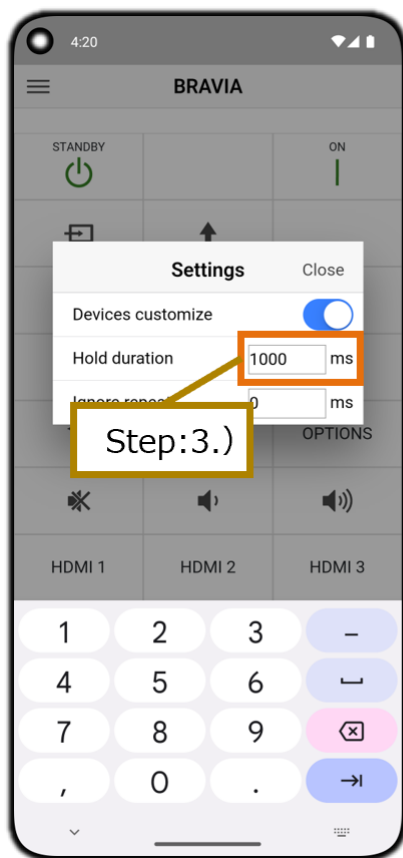 4:20
BRAVIA
STANDBY
ON
Settings
Close
Devices customize
Hold duration
1000
ms
0
ms
Step:3.)
OPTIONS
HDMI 1
HDMI 2
HDMI 3
1
2
3
–
4
5
6
7
8
9
,
0
.